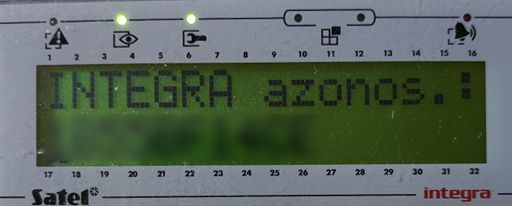 1 2 3 4 5 6 7 8 9 10 11 12 13 14 15 16
INTEGRA azonos.:
17 18 19 20 21 22 23 24 25 26 27 28 29 30 31 32
Satel integra